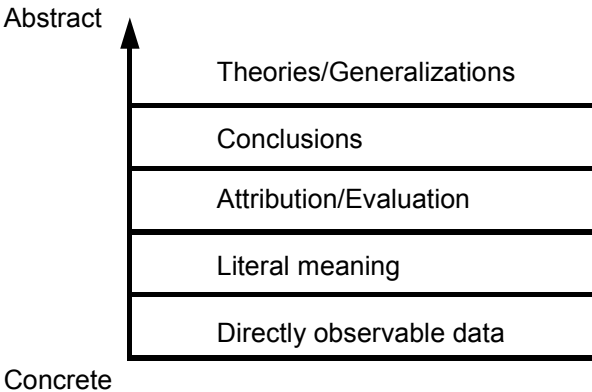 Abstract
Theories/Generalizations
Conclusions
Attribution/Evaluation
Literal meaning
Directly observable data
Concrete